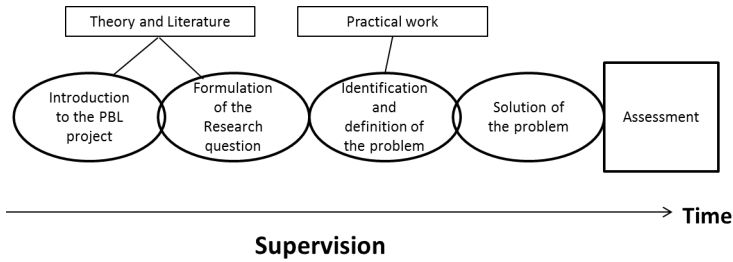 Theory and Literature
Practical work
Introduction
to the PBL
project
Formulation
of the
Research
question
Identification
and
definition of
the problem
Solution of
the problem
Assessment
Time
Supervision